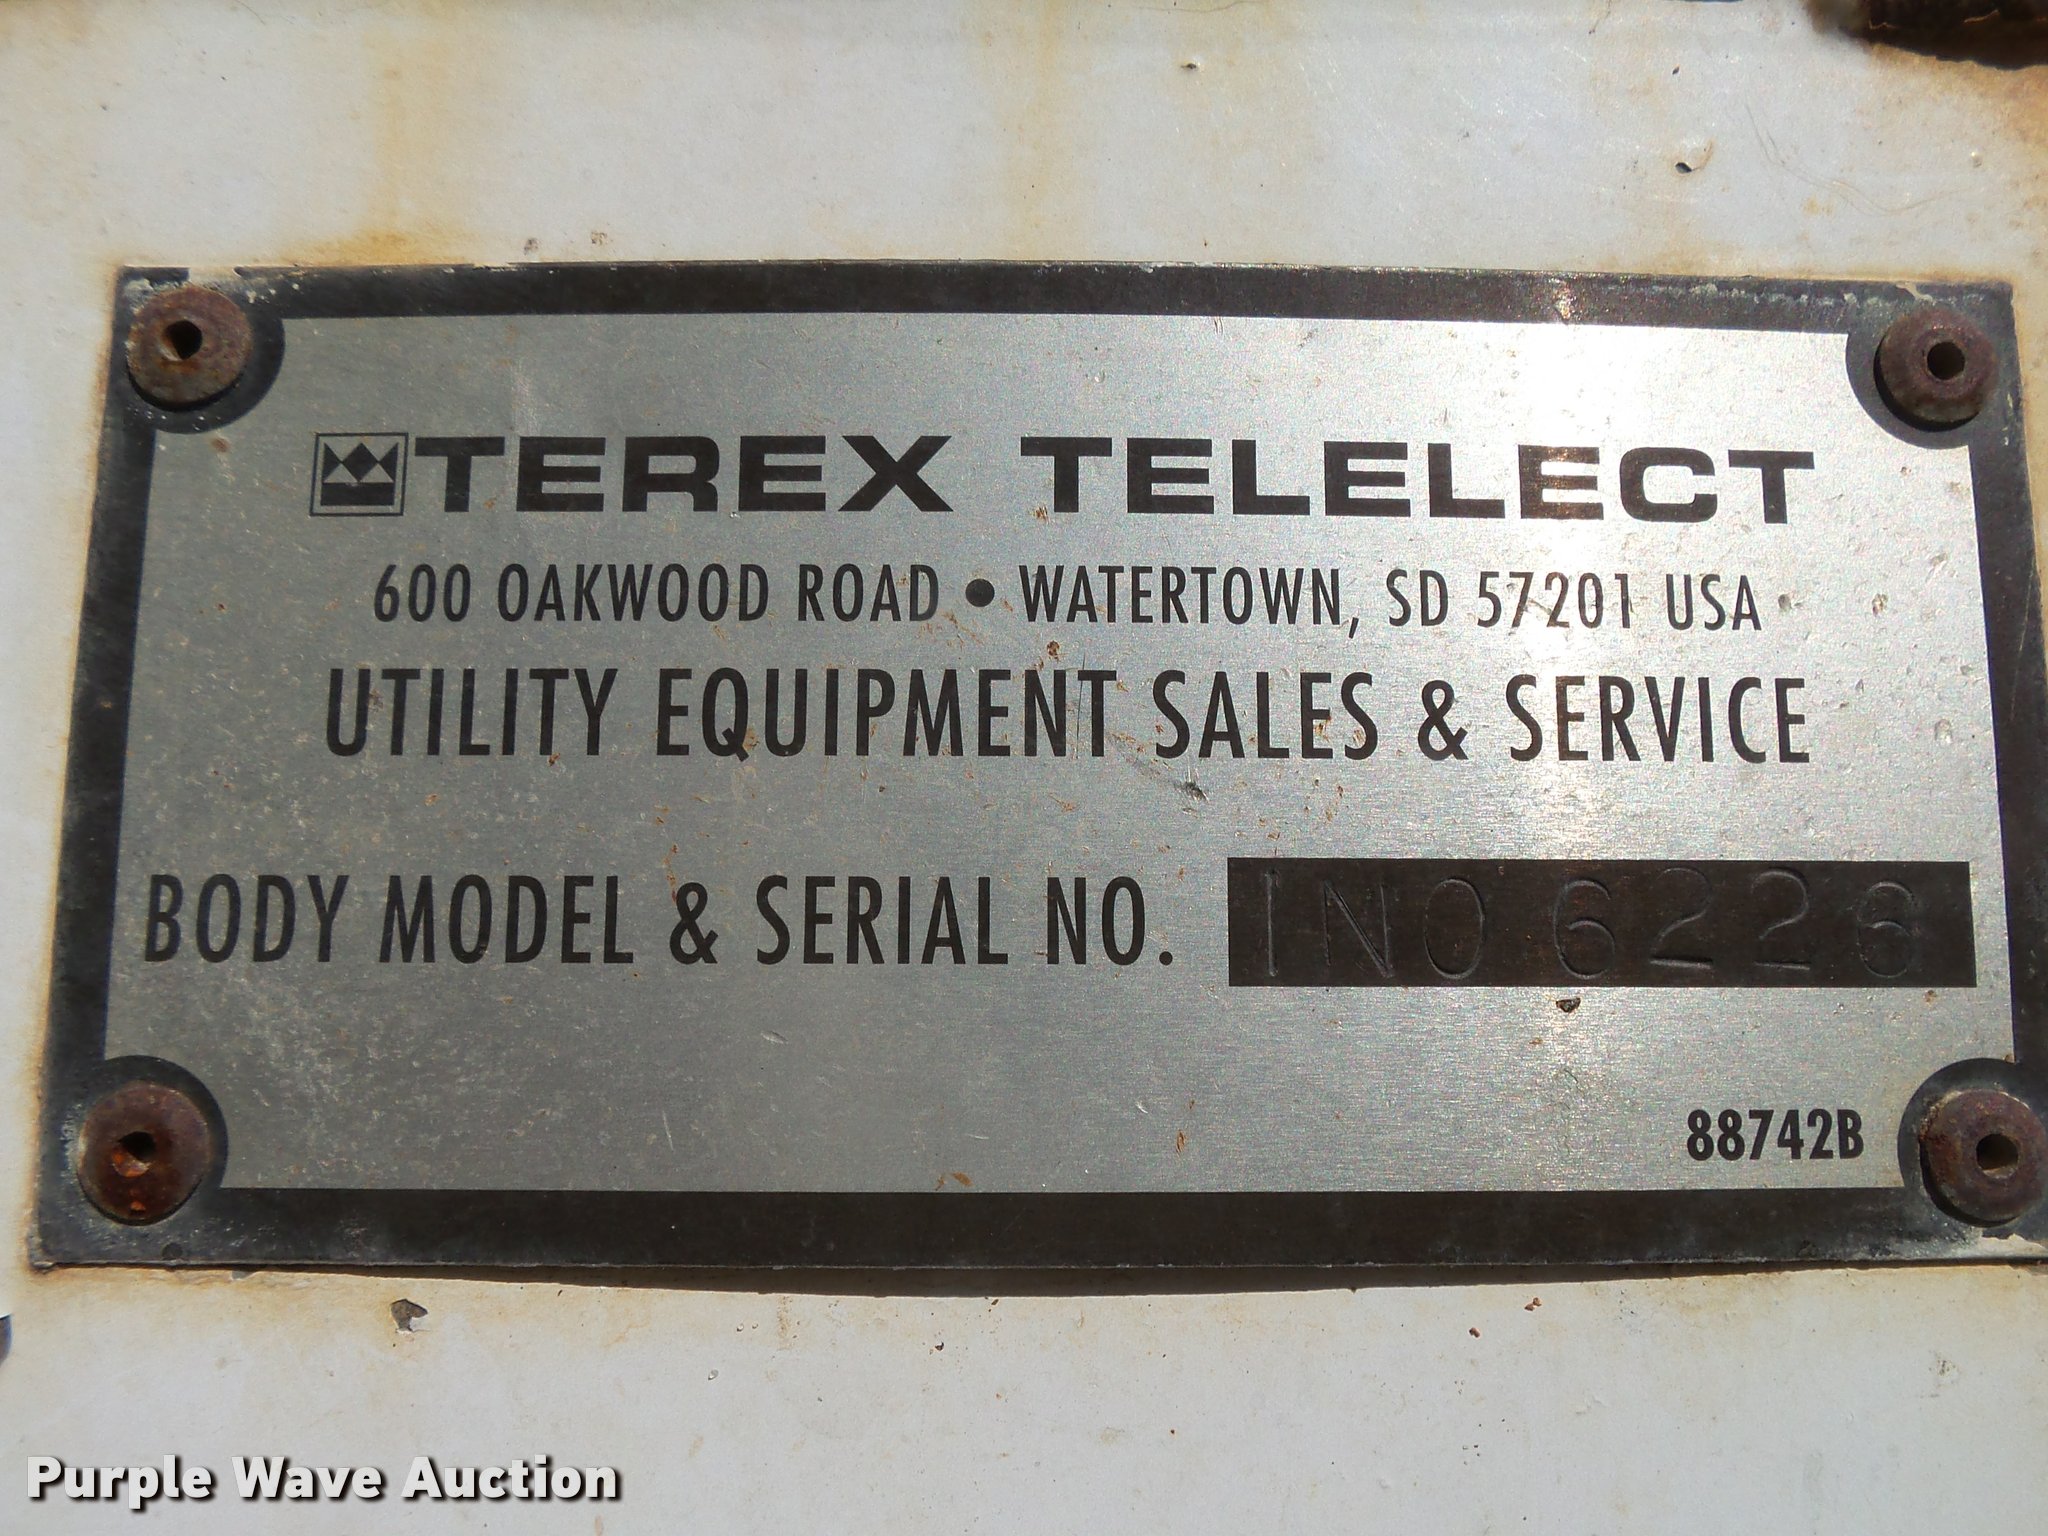 TEREX TELELECT
600 OAKWOOD ROAD • WATERTOWN, SD 57201 USA
UTILITY EQUIPMENT SALES & SERVICE
BODY MODEL & SERIAL NO. INO6226
88742B
Purple Wave Auction